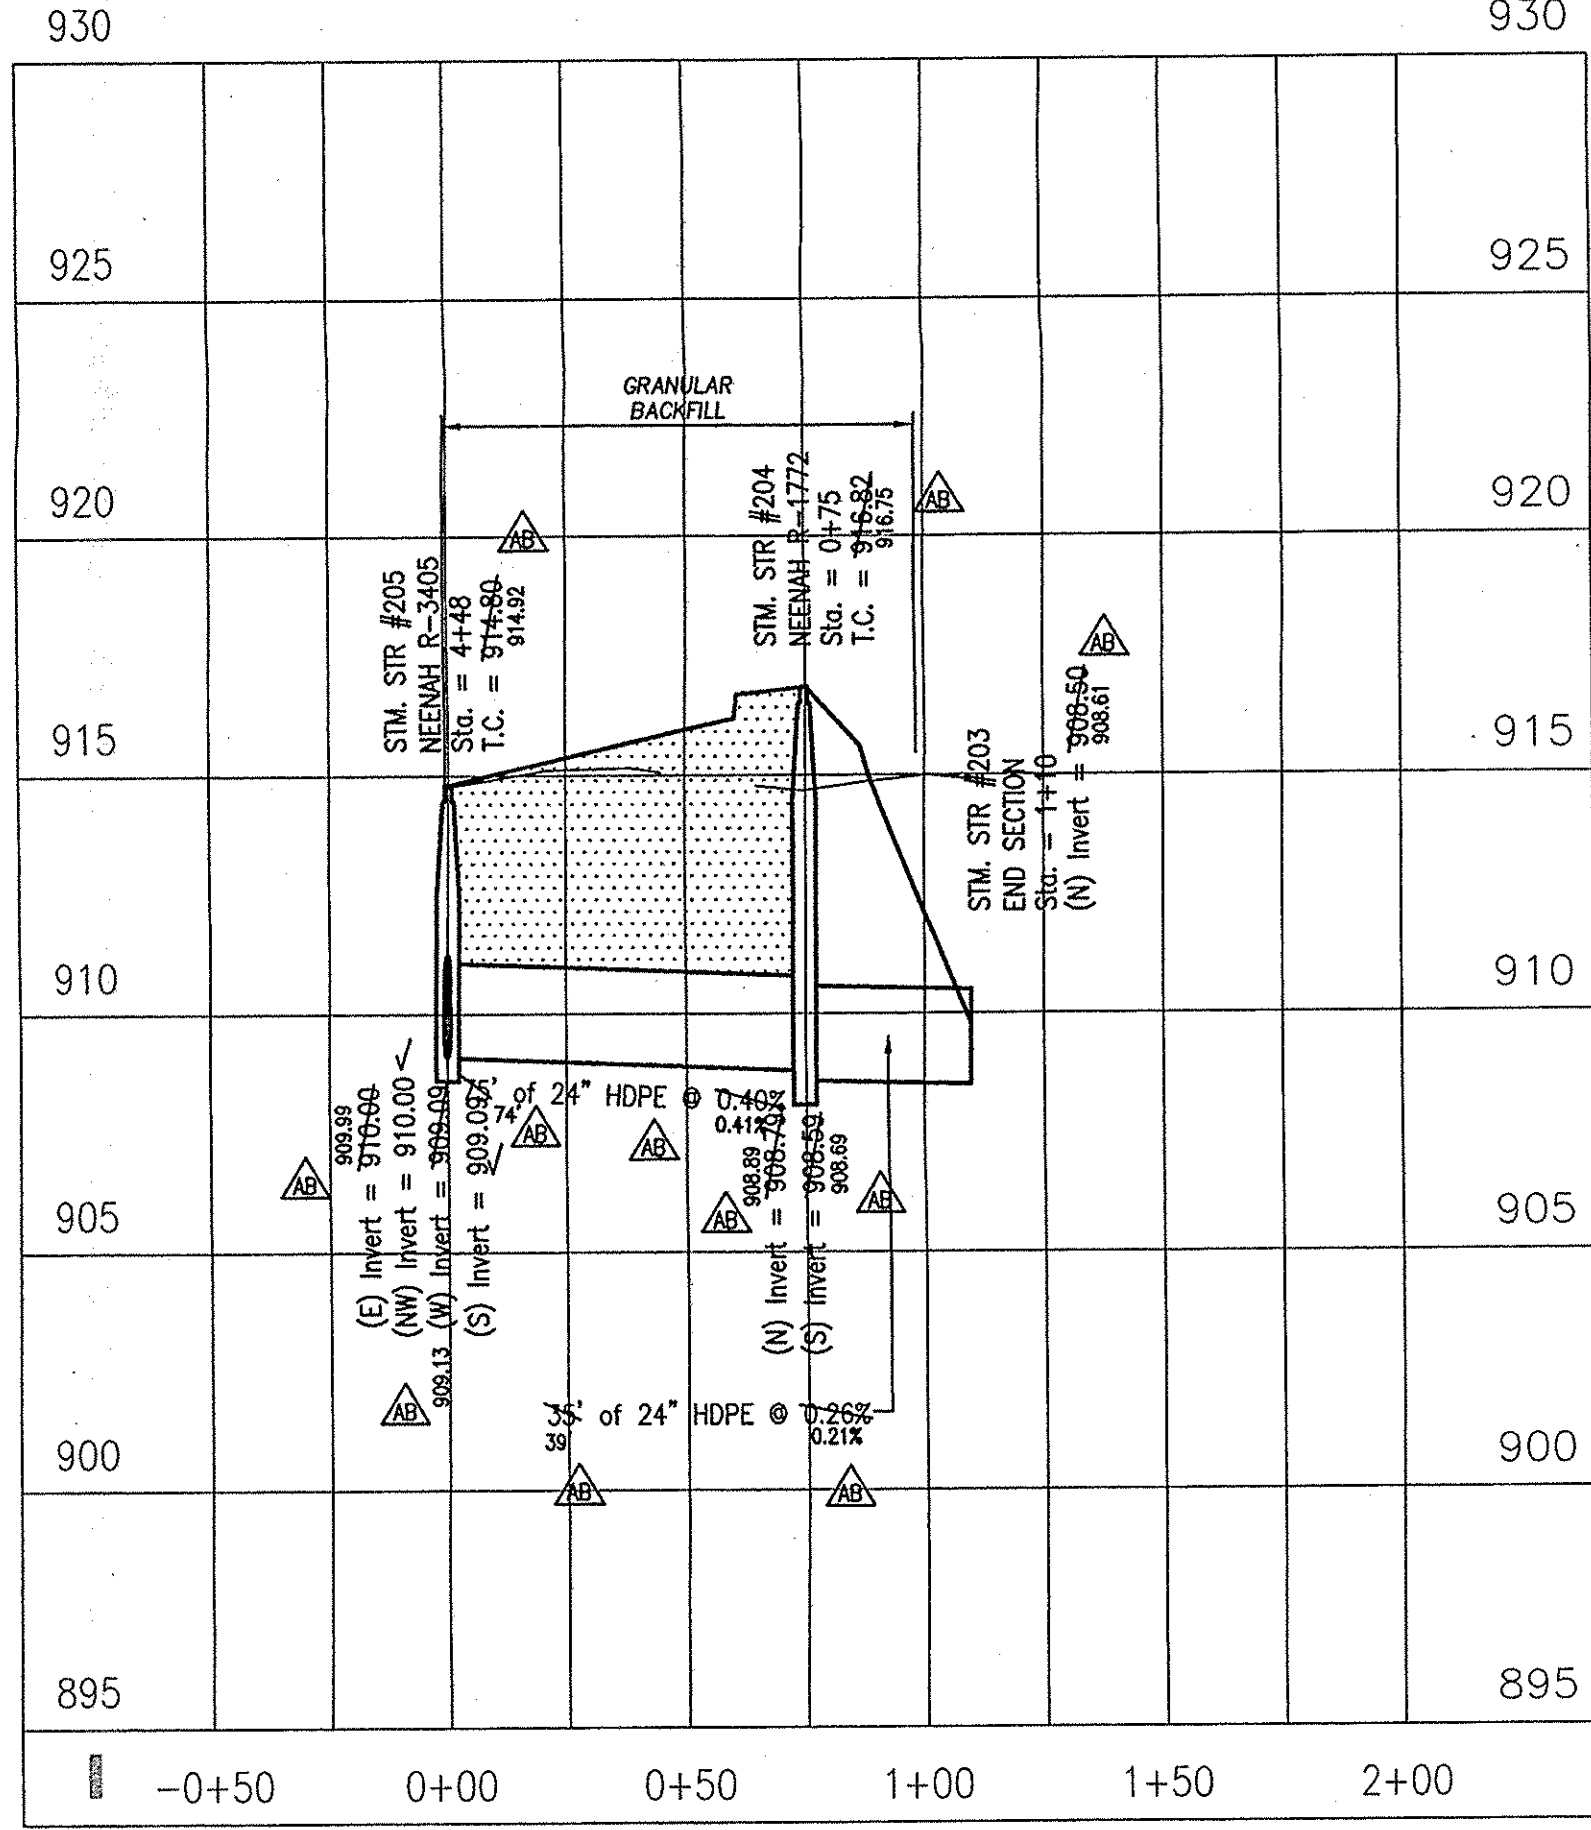 930
930
925
925
GRANULAR
BACKFILL
920
920
STM. STR #205
NEENAH R-3405
Sta. = 4+48
T.C. = 914.80
914.92
AB
STM. STR #204
NEENAH R-1772
Sta. = 0+75
T.C. = 916.82
916.75
AB
915
915
STM. STR #203
END SECTION
Sta. = 1+10
(N) Invert = 908.50
908.61
AB
910
910
909.99
(E) Invert = 910.00
(NW) Invert = 910.00 ✓
(W) Invert = 909.09
909.13
(S) Invert = 909.09 ✓
AB
AB
75' of 24" HDPE @ 0.40%
74'
0.41%
AB
AB
908.89
(N) Invert = 908.79
(S) Invert = 908.59
908.69
AB
AB
905
905
35' of 24" HDPE @ 0.26%
39'
0.21%
AB
AB
900
900
895
895
-0+50 0+00 0+50 1+00 1+50 2+00